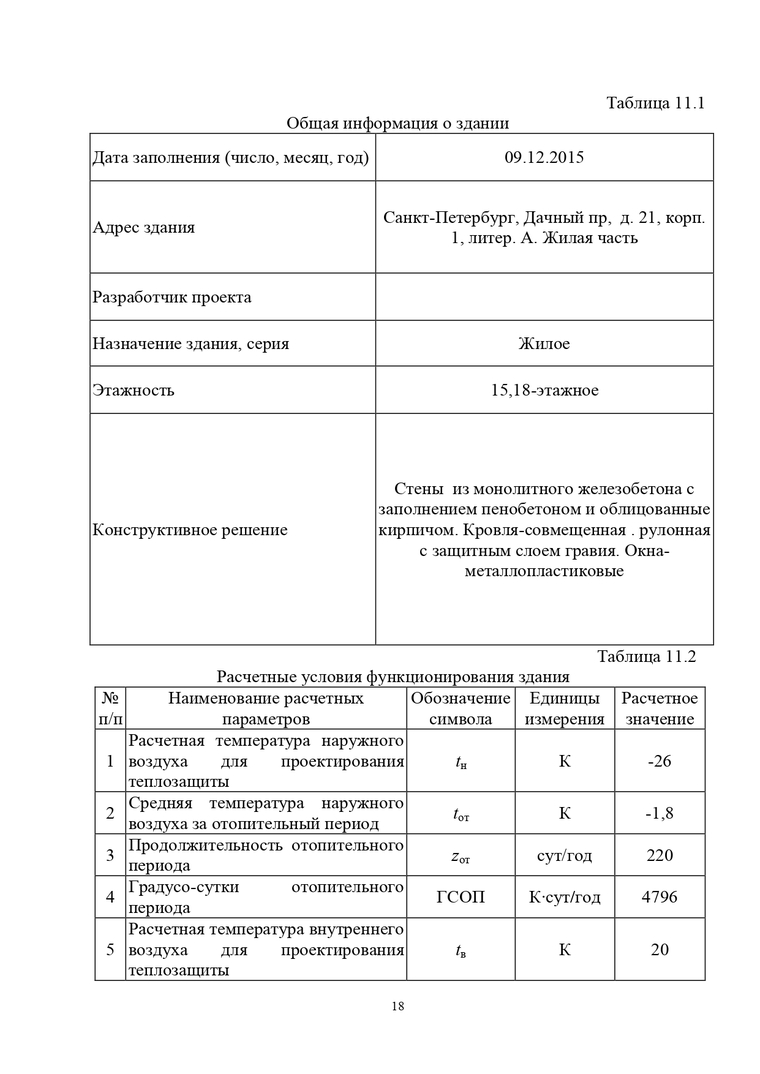 Таблица 11.1
Общая информация о здании
Дата заполнения (число, месяц, год)
09.12.2015
Адрес здания
Санкт-Петербург, Дачный пр, д. 21, корп.
1, литер. А. Жилая часть
Разработчик проекта
Назначение здания, серия
Жилое
Этажность
15,18-этажное
Конструктивное решение
Стены из монолитного железобетона с
заполнением пенобетоном и облицованные
кирпичом. Кровля-совмещенная . рулонная
с защитным слоем гравия. Окна-
металлопластиковые
Таблица 11.2
Расчетные условия функционирования здания
№
п/п
Наименование расчетных
параметров
Обозначение
символа
Единицы
измерения
Расчетное
значение
1
Расчетная температура наружного
воздуха для проектирования
теплозащиты
tн
К
-26
2
Средняя температура наружного
воздуха за отопительный период
tот
К
-1,8
3
Продолжительность отопительного
периода
zот
сут/год
220
4
Градусо-сутки отопительного
периода
ГСОП
К·сут/год
4796
5
Расчетная температура внутреннего
воздуха для проектирования
теплозащиты
tв
К
20
18